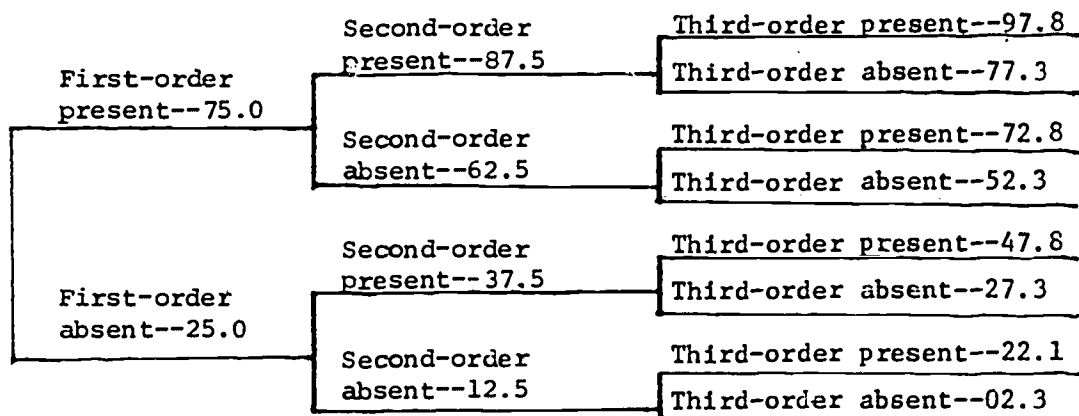 First-order
present--75.0
Second-order
present--87.5
Third-order present--97.8
Third-order absent--77.3
Second-order
absent--62.5
Third-order present--72.8
Third-order absent--52.3
First-order
absent--25.0
Second-order
present--37.5
Third-order present--47.8
Third-order absent--27.3
Second-order
absent--12.5
Third-order present--22.1
Third-order absent--02.3